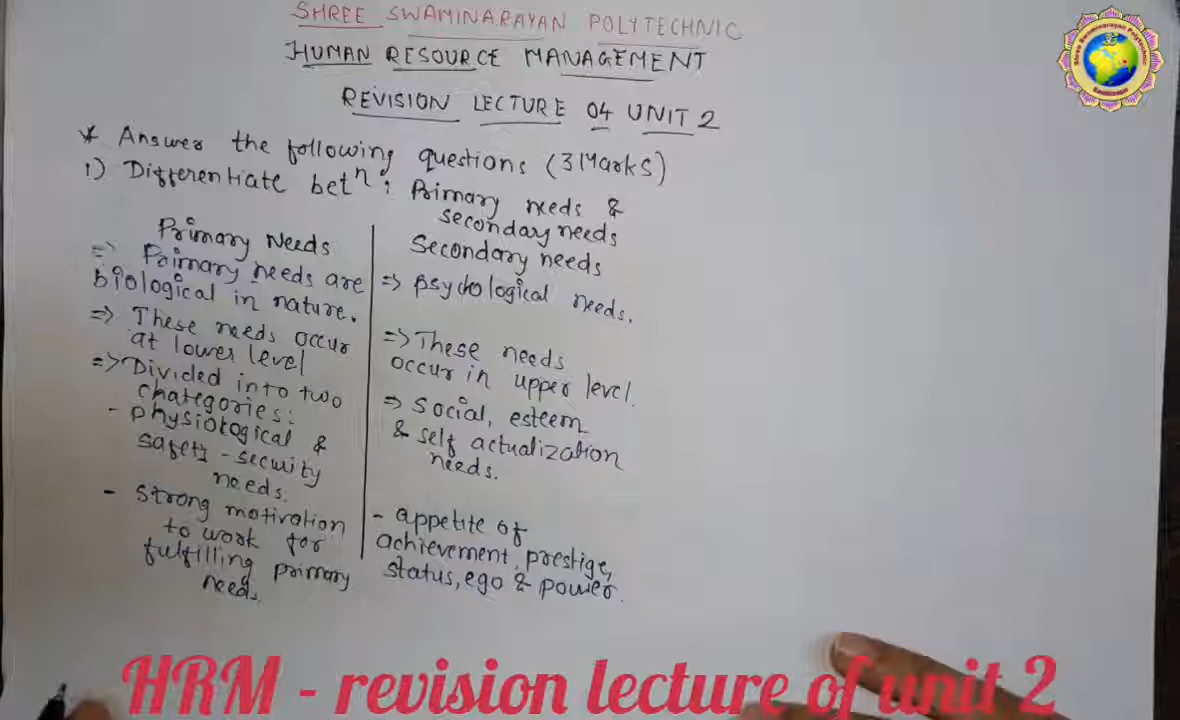 SHREE SWAMINARAYAN POLYTECHNIC
HUMAN RESOURCE MANAGEMENT
REVISION LECTURE 04 UNIT 2
* Answer the following questions (3 Marks)
1) Differentiate betn : Primary needs &
secondary needs
Primary Needs
=> Primary needs are
biological in nature.
=> These needs occur
at lower level
=> Divided into two
chategories:
- physiological &
safety - security
needs.
- strong motivation
to work for
fulfilling primary
needs.
Secondary needs
=> psychological needs.
=> These needs
occur in upper level.
=> Social, esteem
& self actualization
needs.
- appetite of
achievement, prestige,
status, ego & power.
HRM - revision lecture of unit 2
Shree Swaminarayan Polytechnic